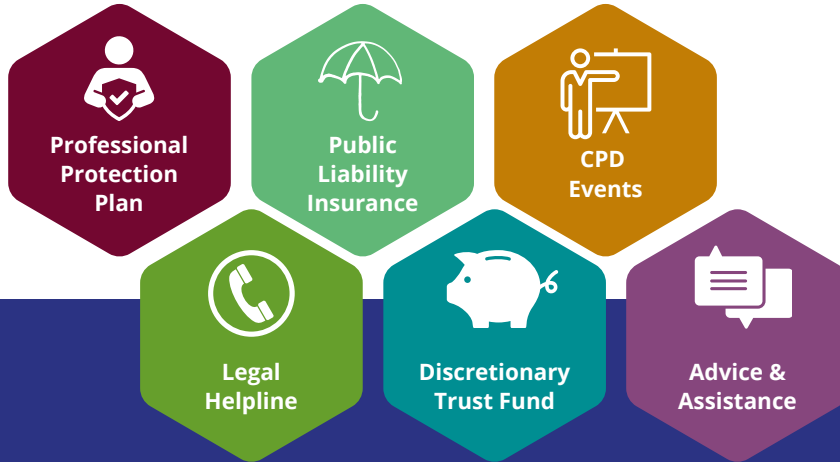 Professional
Protection
Plan
Public
Liability
Insurance
CPD
Events
Legal
Helpline
Discretionary
Trust Fund
Advice &
Assistance